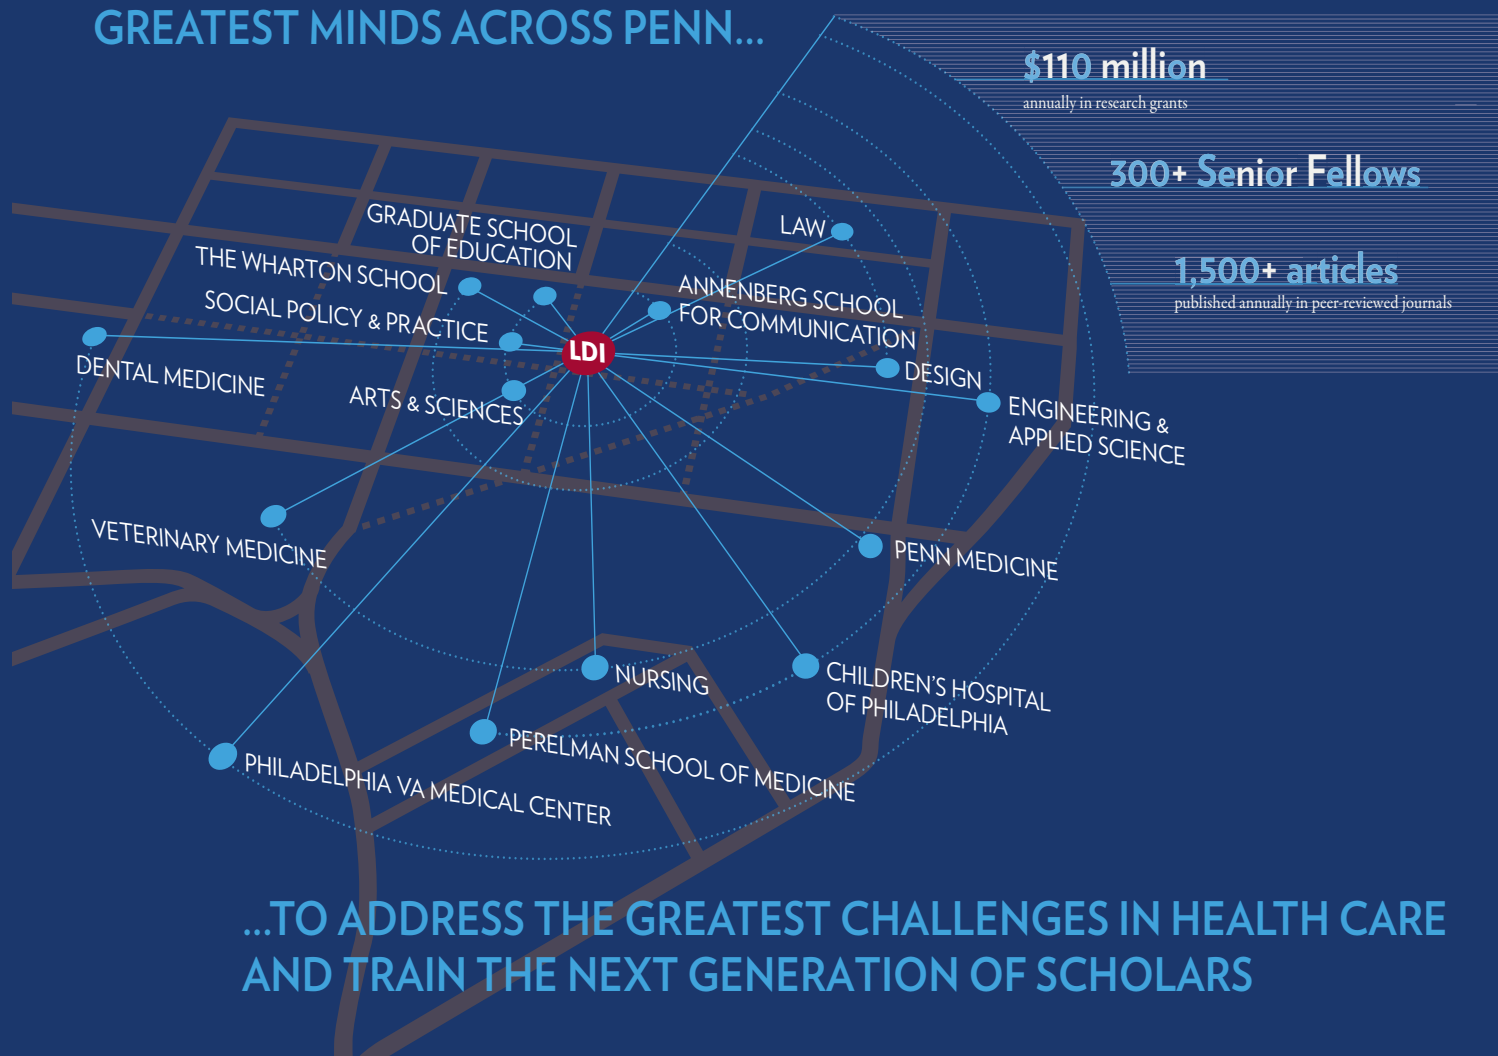 GREATEST MINDS ACROSS PENN...
$110 million
annually in research grants
300+ Senior Fellows
1,500+ articles
published annually in peer-reviewed journals
GRADUATE SCHOOL
OF EDUCATION
LAW
THE WHARTON SCHOOL
ANNENBERG SCHOOL
FOR COMMUNICATION
SOCIAL POLICY & PRACTICE
LDI
DENTAL MEDICINE
DESIGN
ARTS & SCIENCES
ENGINEERING &
APPLIED SCIENCE
VETERINARY MEDICINE
PENN MEDICINE
NURSING
CHILDREN'S HOSPITAL
OF PHILADELPHIA
PERELMAN SCHOOL OF MEDICINE
PHILADELPHIA VA MEDICAL CENTER
...TO ADDRESS THE GREATEST CHALLENGES IN HEALTH CARE
AND TRAIN THE NEXT GENERATION OF SCHOLARS